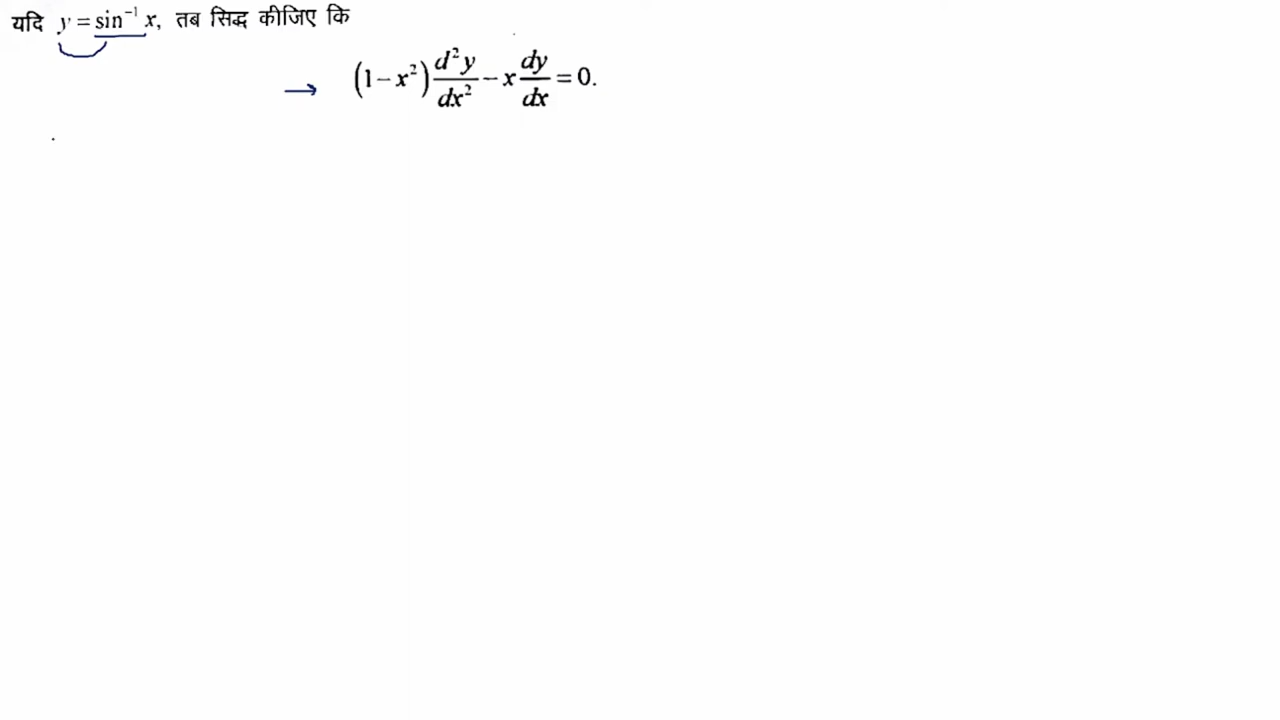 यदि y = sin⁻¹ x, तब सिद्ध कीजिए कि
(1 − x²) d²y/dx² − x dy/dx = 0.